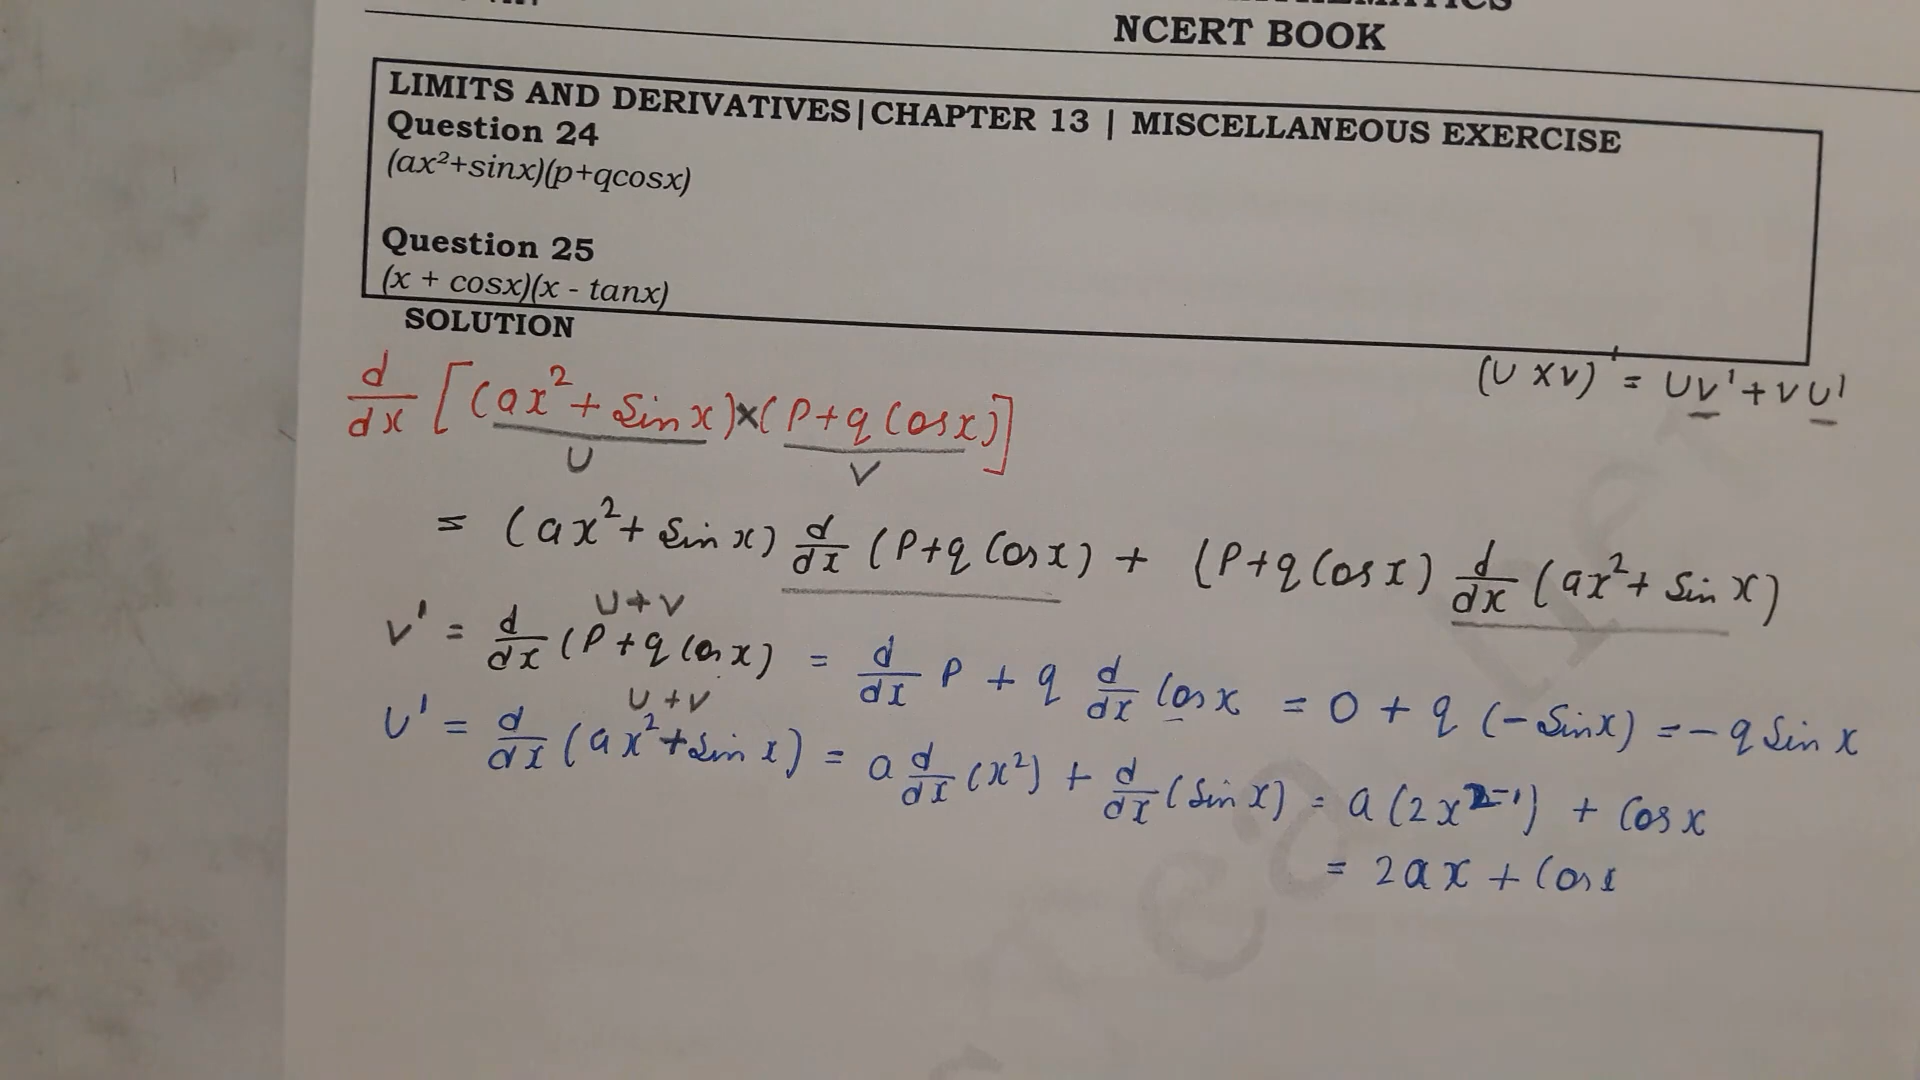 NCERT BOOK
LIMITS AND DERIVATIVES|CHAPTER 13 | MISCELLANEOUS EXERCISE
Question 24
(ax²+sinx)(p+qcosx)
Question 25
(x + cosx)(x - tanx)
SOLUTION
(U x V)' = UV' + VU'
d/dx [(ax² + Sin x) × (P + q Cos x)]
U V
= (ax² + Sin x) d/dx (P + q Cos x) + (P + q Cos x) d/dx (ax² + Sin x)
U + V
V' = d/dx (P + q Cos x) = d/dx P + q d/dx Cos x = 0 + q (- Sin x) = - q Sin x
U + V
U' = d/dx (ax² + Sin x) = a d/dx (x²) + d/dx (Sin x) = a (2x²⁻¹) + Cos x
= 2ax + Cos x